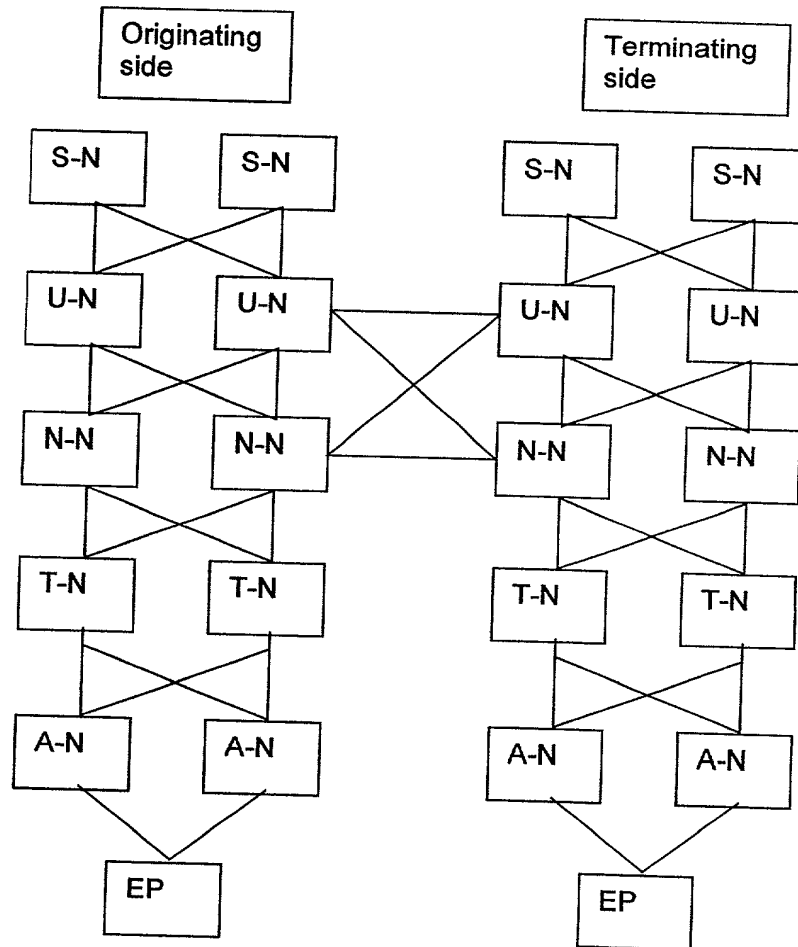 Originating
side
Terminating
side
S-N
S-N
S-N
S-N
U-N
U-N
U-N
U-N
N-N
N-N
N-N
N-N
T-N
T-N
T-N
T-N
A-N
A-N
A-N
A-N
EP
EP